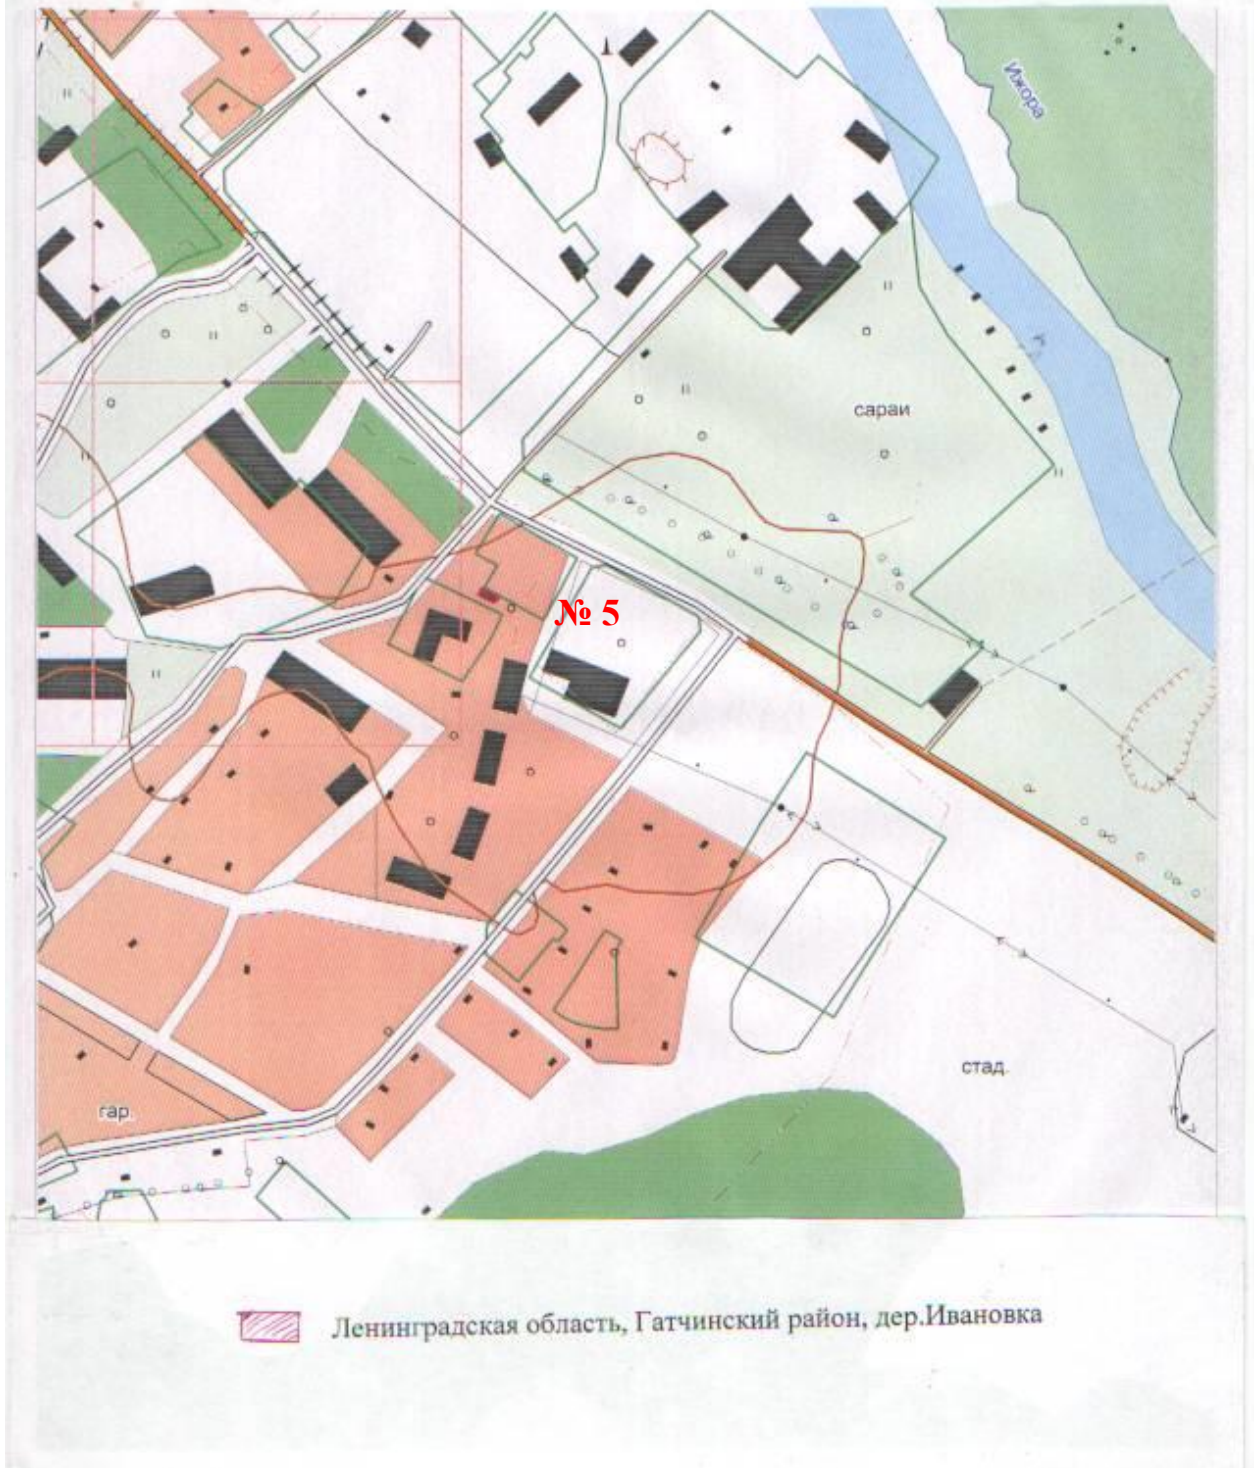 Ижора
сараи
№ 5
стад.
гар.
Ленинградская область, Гатчинский район, дер.Ивановка